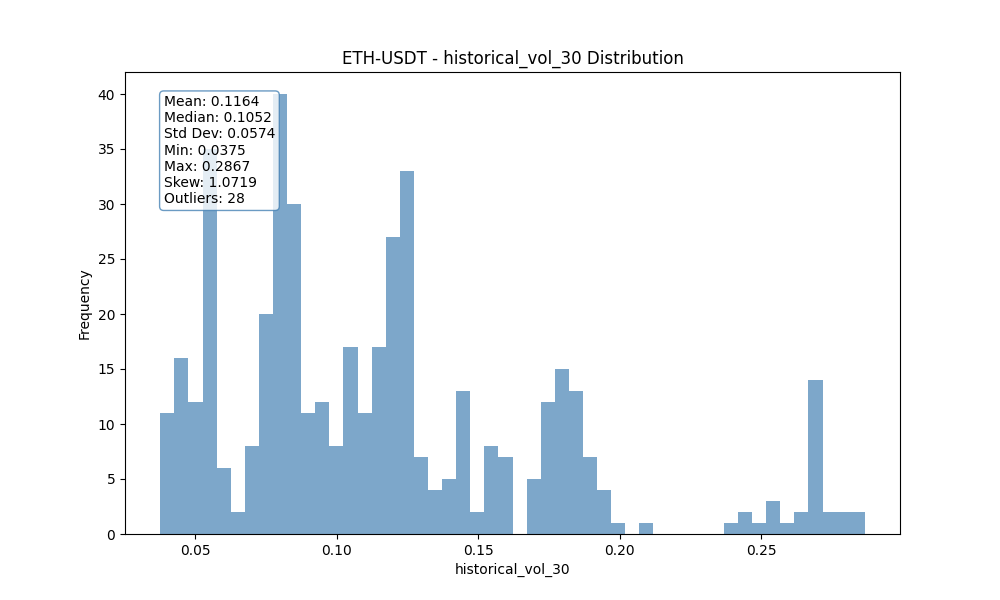 ETH-USDT - historical_vol_30 Distribution
Mean: 0.1164
Median: 0.1052
Std Dev: 0.0574
Min: 0.0375
Max: 0.2867
Skew: 1.0719
Outliers: 28
40
35
30
25
20
15
10
5
0
Frequency
0.05 0.10 0.15 0.20 0.25
historical_vol_30